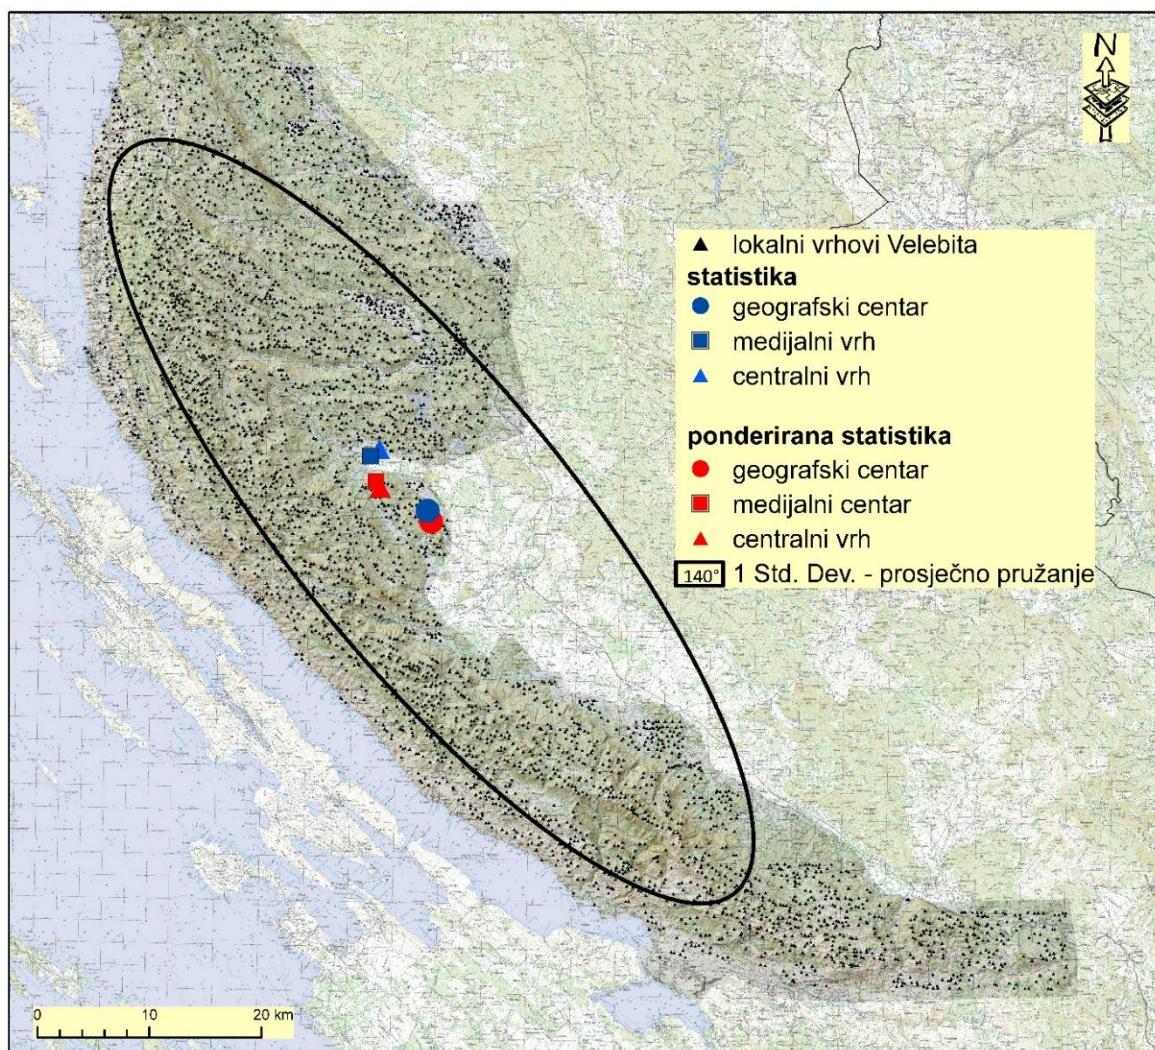 N
lokalni vrhovi Velebita
statistika
geografski centar
medijalni vrh
centralni vrh
ponderirana statistika
geografski centar
medijalni centar
centralni vrh
140° 1 Std. Dev. - prosječno pružanje
0 10 20 km